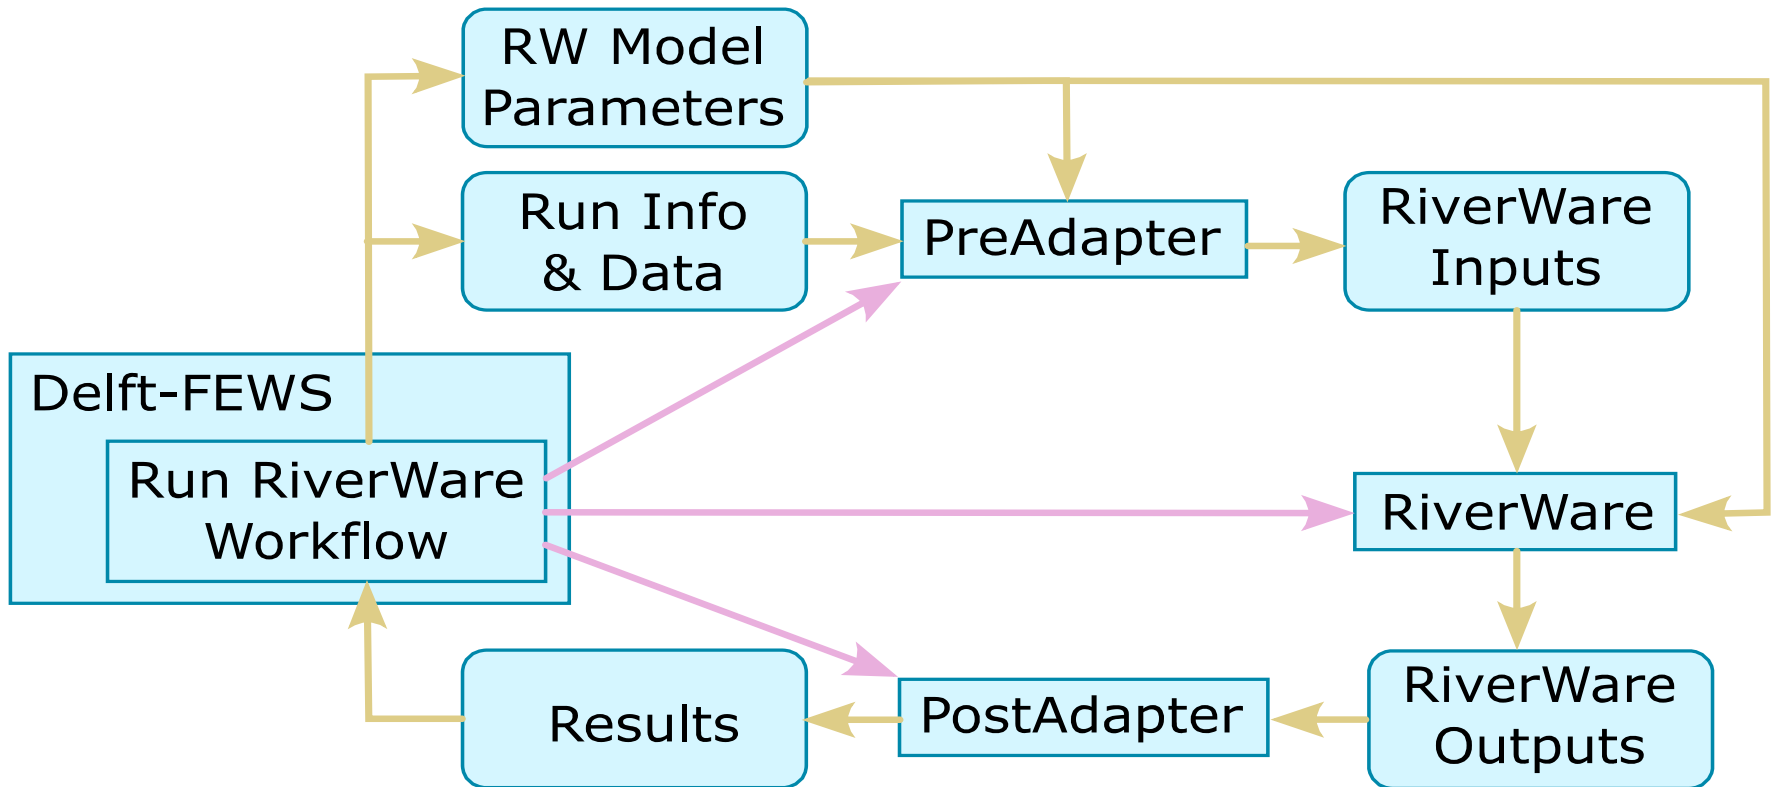 RW Model
Parameters
Run Info
& Data
PreAdapter
RiverWare
Inputs
Delft-FEWS
Run RiverWare
Workflow
RiverWare
Results
PostAdapter
RiverWare
Outputs